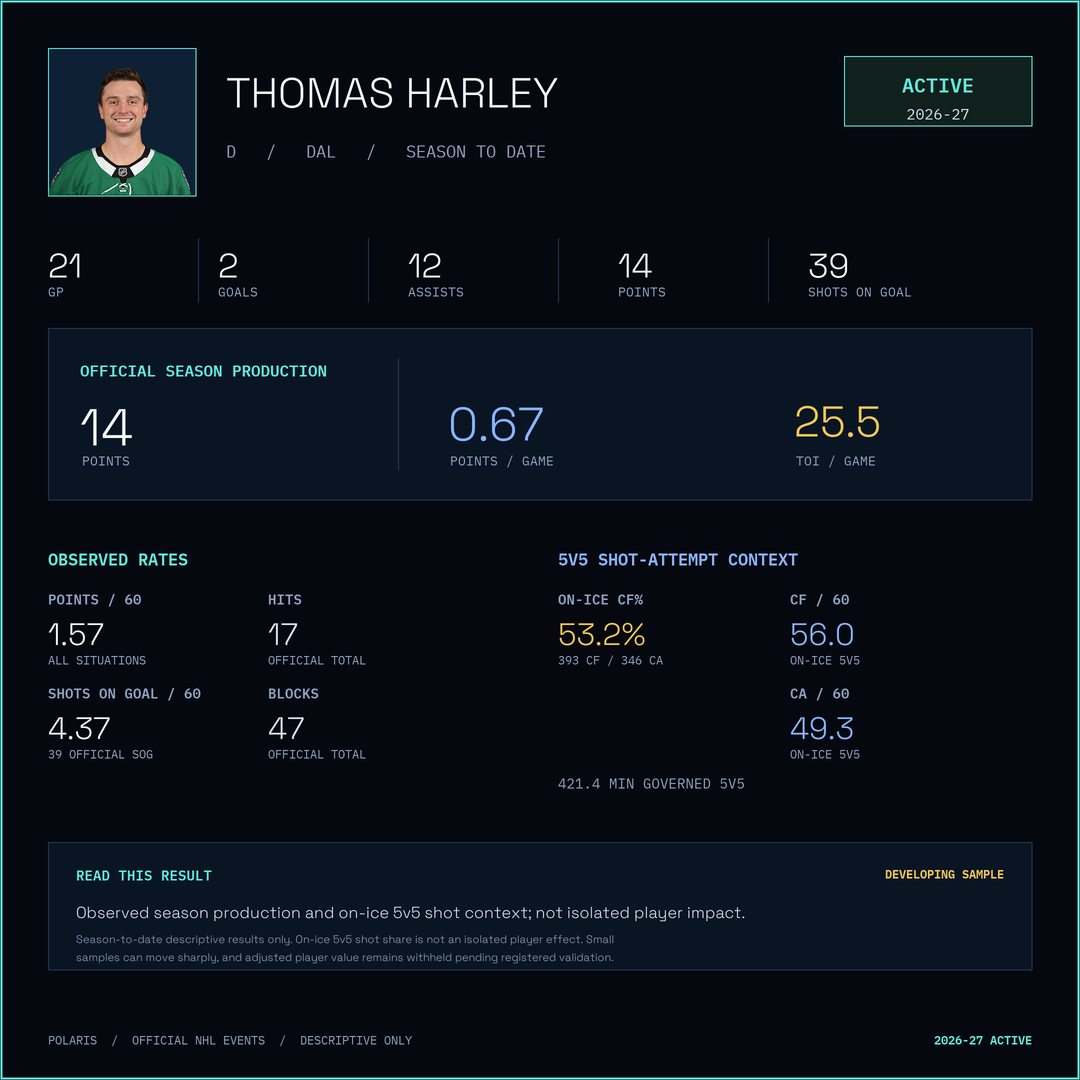 THOMAS HARLEY
D / DAL / SEASON TO DATE
ACTIVE
2026-27
21
GP
2
GOALS
12
ASSISTS
14
POINTS
39
SHOTS ON GOAL
OFFICIAL SEASON PRODUCTION
14
POINTS
0.67
POINTS / GAME
25.5
TOI / GAME
OBSERVED RATES
POINTS / 60
1.57
ALL SITUATIONS
HITS
17
OFFICIAL TOTAL
SHOTS ON GOAL / 60
4.37
39 OFFICIAL SOG
BLOCKS
47
OFFICIAL TOTAL
5V5 SHOT-ATTEMPT CONTEXT
ON-ICE CF%
53.2%
393 CF / 346 CA
CF / 60
56.0
ON-ICE 5V5
CA / 60
49.3
ON-ICE 5V5
421.4 MIN GOVERNED 5V5
READ THIS RESULT
DEVELOPING SAMPLE
Observed season production and on-ice 5v5 shot context; not isolated player impact.
Season-to-date descriptive results only. On-ice 5v5 shot share is not an isolated player effect. Small
samples can move sharply, and adjusted player value remains withheld pending registered validation.
POLARIS / OFFICIAL NHL EVENTS / DESCRIPTIVE ONLY
2026-27 ACTIVE